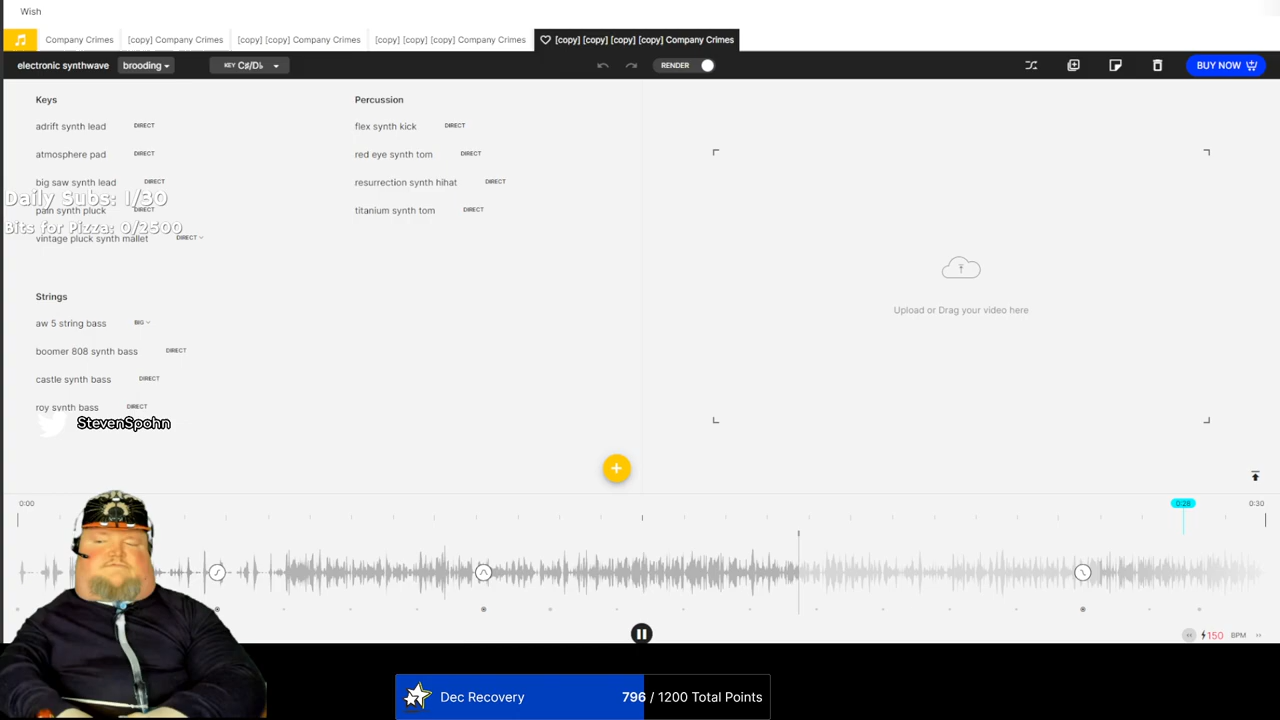 Wish
Company Crimes
[copy] Company Crimes
[copy] [copy] Company Crimes
[copy] [copy] [copy] Company Crimes
[copy] [copy] [copy] [copy] Company Crimes
electronic synthwave
brooding
KEY C♯/D♭
RENDER
BUY NOW
Keys
adrift synth lead DIRECT
atmosphere pad DIRECT
big saw synth lead DIRECT
Daily Subs: 1/30
pain synth pluck DIRECT
Bits for Pizza: 0/2500
vintage pluck synth mallet DIRECT
Percussion
flex synth kick DIRECT
red eye synth tom DIRECT
resurrection synth hihat DIRECT
titanium synth tom DIRECT
Strings
aw 5 string bass BIG
boomer 808 synth bass DIRECT
castle synth bass DIRECT
roy synth bass DIRECT
StevenSpohn
Upload or Drag your video here
0:00
0:28
0:30
150 BPM
Dec Recovery 796 / 1200 Total Points